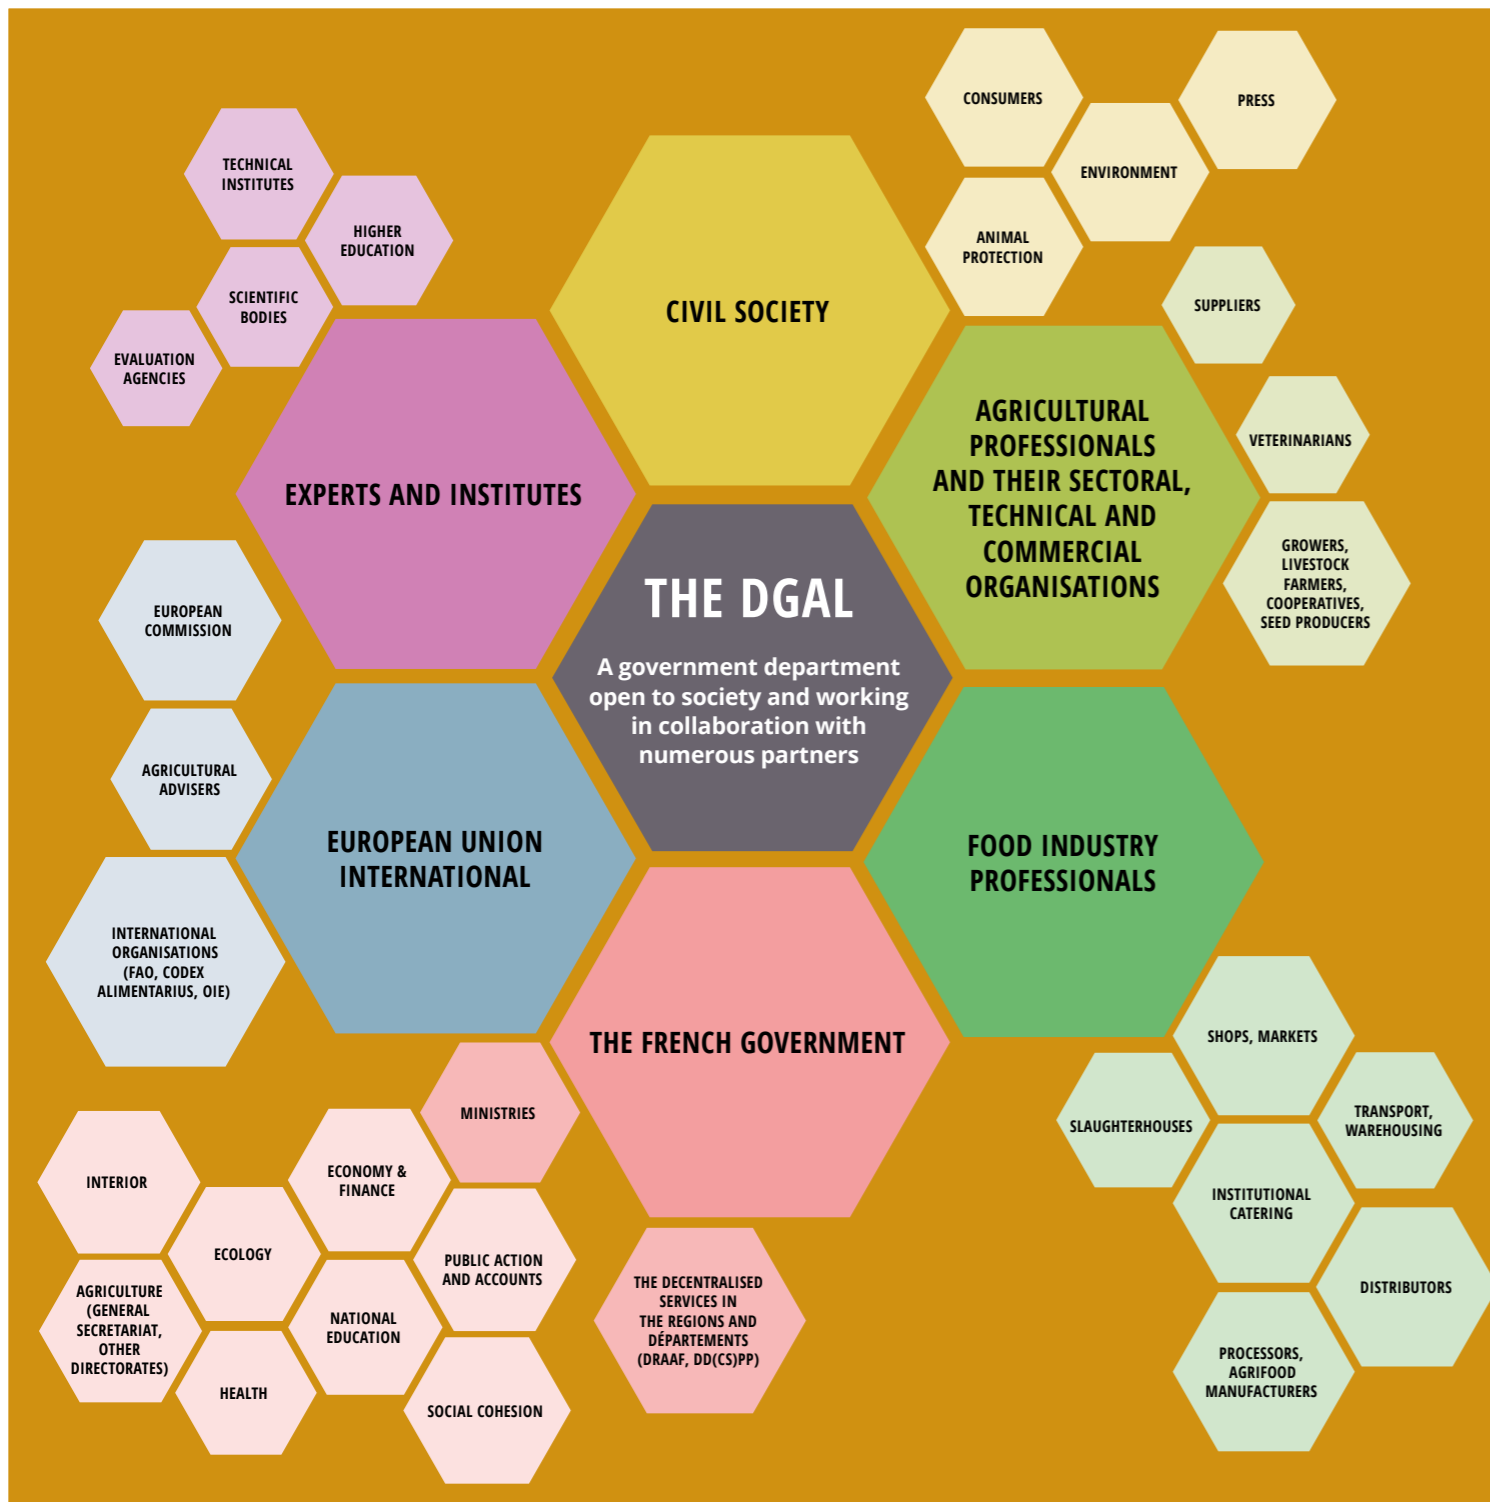 CONSUMERS
PRESS
ENVIRONMENT
ANIMAL
PROTECTION
TECHNICAL
INSTITUTES
HIGHER
EDUCATION
SCIENTIFIC
BODIES
EVALUATION
AGENCIES
CIVIL SOCIETY
SUPPLIERS
VETERINARIANS
GROWERS,
LIVESTOCK
FARMERS,
COOPERATIVES,
SEED PRODUCERS
EXPERTS AND INSTITUTES
AGRICULTURAL
PROFESSIONALS
AND THEIR SECTORAL,
TECHNICAL AND
COMMERCIAL
ORGANISATIONS
THE DGAL
A government department
open to society and working
in collaboration with
numerous partners
EUROPEAN
COMMISSION
AGRICULTURAL
ADVISERS
INTERNATIONAL
ORGANISATIONS
(FAO, CODEX
ALIMENTARIUS, OIE)
EUROPEAN UNION
INTERNATIONAL
FOOD INDUSTRY
PROFESSIONALS
THE FRENCH GOVERNMENT
MINISTRIES
INTERIOR
ECONOMY &
FINANCE
ECOLOGY
PUBLIC ACTION
AND ACCOUNTS
AGRICULTURE
(GENERAL
SECRETARIAT,
OTHER
DIRECTORATES)
NATIONAL
EDUCATION
HEALTH
SOCIAL COHESION
THE DECENTRALISED
SERVICES IN
THE REGIONS AND
DÉPARTEMENTS
(DRAAF, DD(CS)PP)
SHOPS, MARKETS
SLAUGHTERHOUSES
TRANSPORT,
WAREHOUSING
INSTITUTIONAL
CATERING
DISTRIBUTORS
PROCESSORS,
AGRIFOOD
MANUFACTURERS